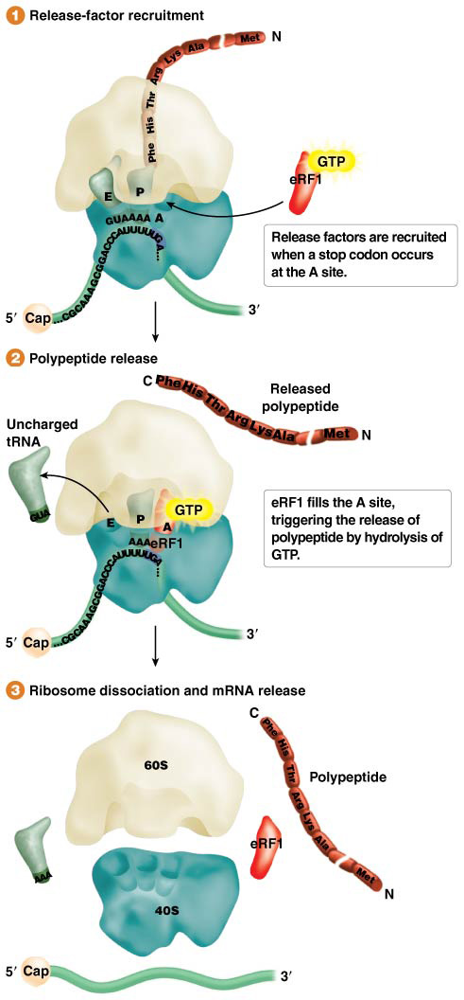 1 Release-factor recruitment
Met N
Ala
Lys
Arg
Thr
His
Phe
GTP
eRF1
E P
GUAAAA A
Release factors are recruited
when a stop codon occurs
at the A site.
5′ Cap ...CGCAAAGCGGACCCAUUUUUGA... 3′
2 Polypeptide release
C Phe His Thr Arg Lys Ala Met N
Released
polypeptide
Uncharged
tRNA
GUA
GTP
E P A
AAA eRF1
eRF1 fills the A site,
triggering the release of
polypeptide by hydrolysis of
GTP.
5′ Cap ...CGCAAAGCGGACCCAUUUUUGA... 3′
3 Ribosome dissociation and mRNA release
C
Phe
His
Thr
Arg
Lys
Ala
Met
N
60S
Polypeptide
eRF1
AAA
40S
5′ Cap 3′